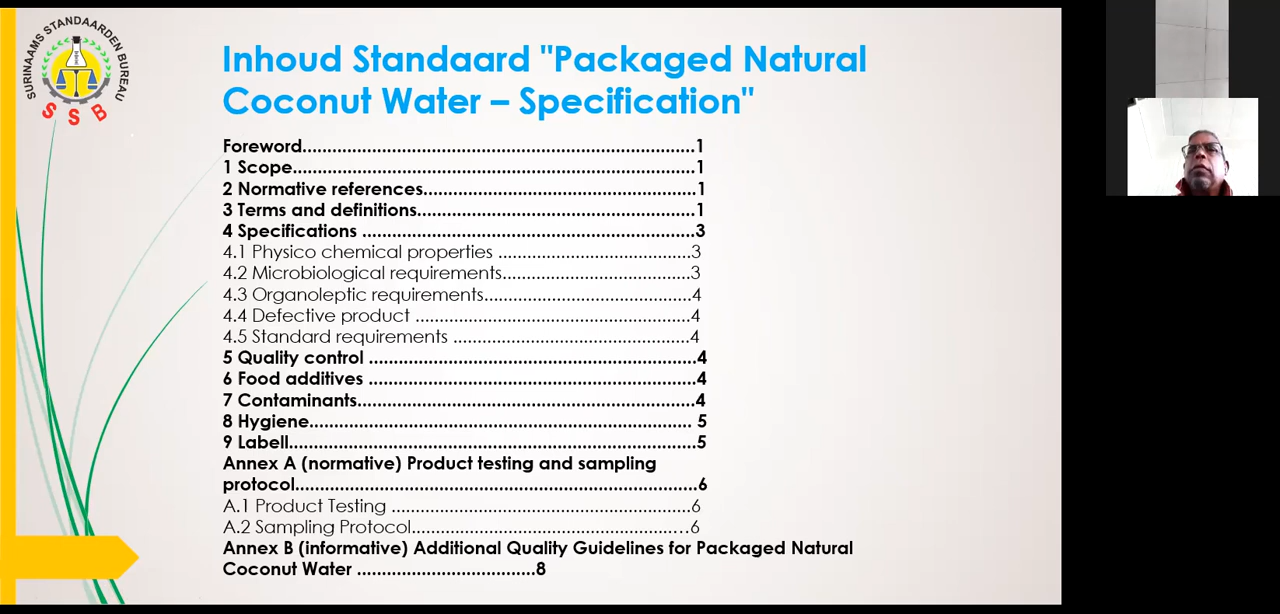 SURINAAMS STANDAARDEN BUREAU
SSB
Inhoud Standaard "Packaged Natural
Coconut Water – Specification"
Foreword...............................................................................1
1 Scope.................................................................................1
2 Normative references.......................................................1
3 Terms and definitions........................................................1
4 Specifications ...................................................................3
4.1 Physico chemical properties .......................................3
4.2 Microbiological requirements......................................3
4.3 Organoleptic requirements..........................................4
4.4 Defective product ........................................................4
4.5 Standard requirements ................................................4
5 Quality control ..................................................................4
6 Food additives ..................................................................4
7 Contaminants....................................................................4
8 Hygiene............................................................................. 5
9 Labell..................................................................................5
Annex A (normative) Product testing and sampling
protocol.................................................................................6
A.1 Product Testing .............................................................6
A.2 Sampling Protocol.........................................................6
Annex B (informative) Additional Quality Guidelines for Packaged Natural
Coconut Water ....................................8